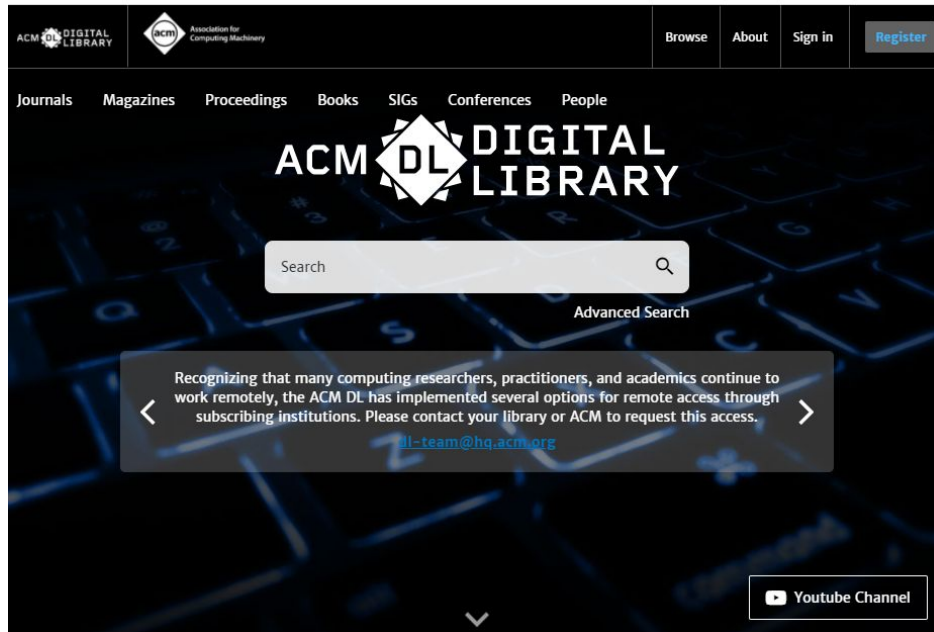 ACM DL DIGITAL LIBRARY
acm Association for Computing Machinery
Browse About Sign in Register
Journals Magazines Proceedings Books SIGs Conferences People
ACM DL DIGITAL
LIBRARY
Search
Advanced Search
Recognizing that many computing researchers, practitioners, and academics continue to
work remotely, the ACM DL has implemented several options for remote access through
subscribing institutions. Please contact your library or ACM to request this access.
dl-team@hq.acm.org
Youtube Channel